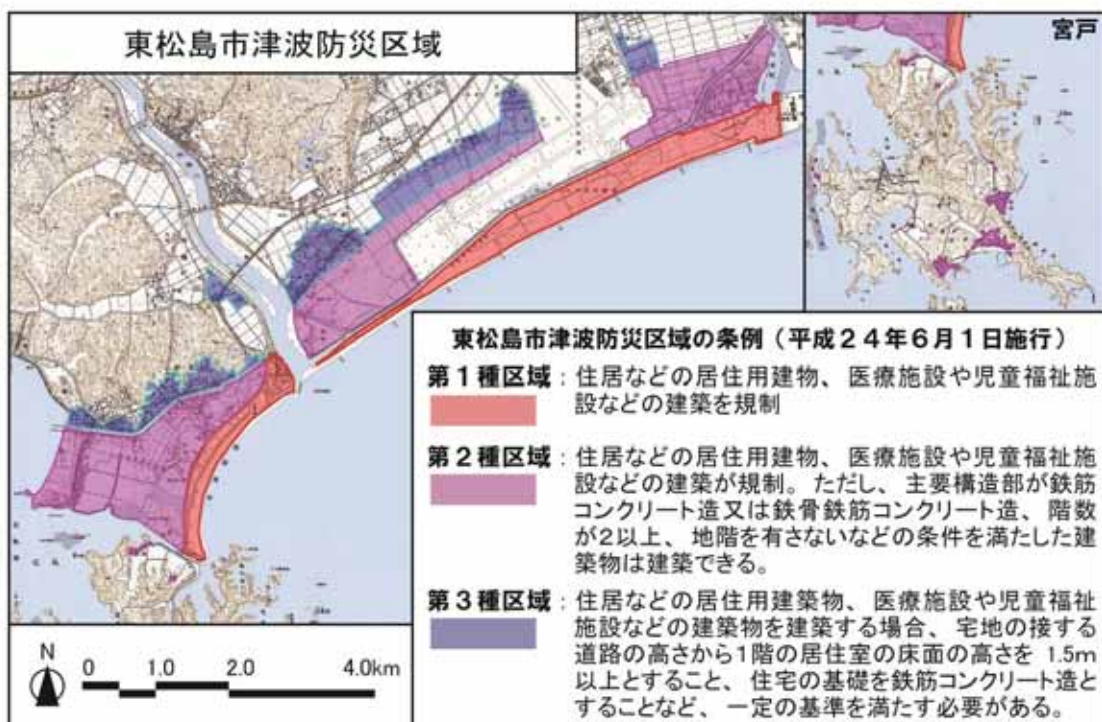 東松島市津波防災区域
宮戸
東松島市津波防災区域の条例（平成２４年６月１日施行）
第１種区域：住居などの居住用建物、医療施設や児童福祉施
設などの建築を規制
第２種区域：住居などの居住用建物、医療施設や児童福祉施
設などの建築が規制。ただし、主要構造部が鉄筋
コンクリート造又は鉄骨鉄筋コンクリート造、階数
が２以上、地階を有さないなどの条件を満たした建
築物は建築できる。
第３種区域：住居などの居住用建築物、医療施設や児童福祉
施設などの建築物を建築する場合、宅地の接する
道路の高さから1階の居住室の床面の高さを 1.5m
以上とすること、住宅の基礎を鉄筋コンクリート造と
することなど、一定の基準を満たす必要がある。
N
0 1.0 2.0 4.0km